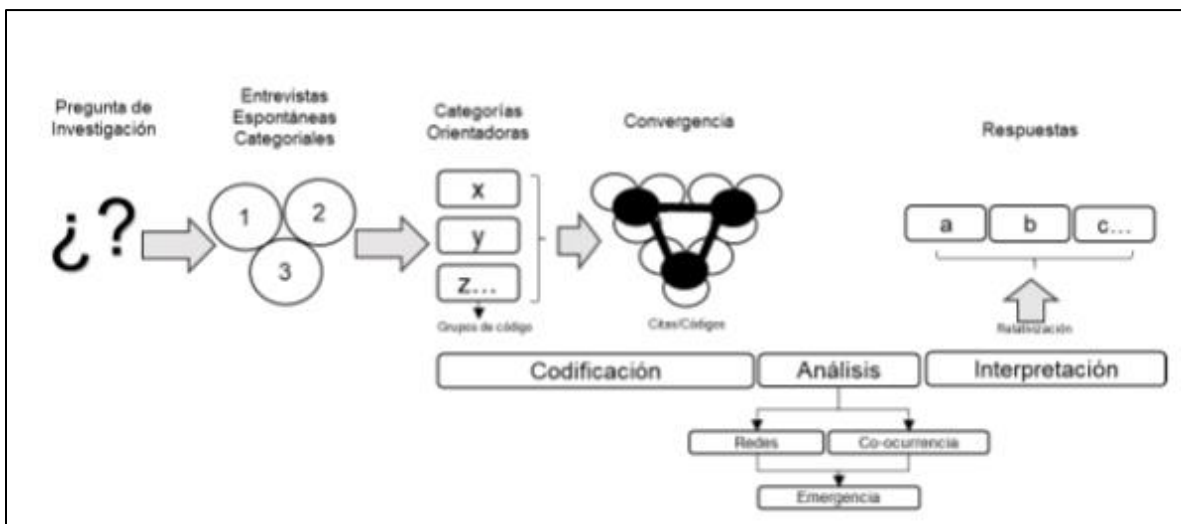 Pregunta de
Investigación
Entrevistas
Espontáneas
Categoriales
Categorías
Orientadoras
Convergencia
Respuestas
¿?
1
2
3
x
y
z...
Grupos de código
Citas/Códigos
a
b
c...
Relativización
Codificación
Análisis
Interpretación
Redes
Co-ocurrencia
Emergencia